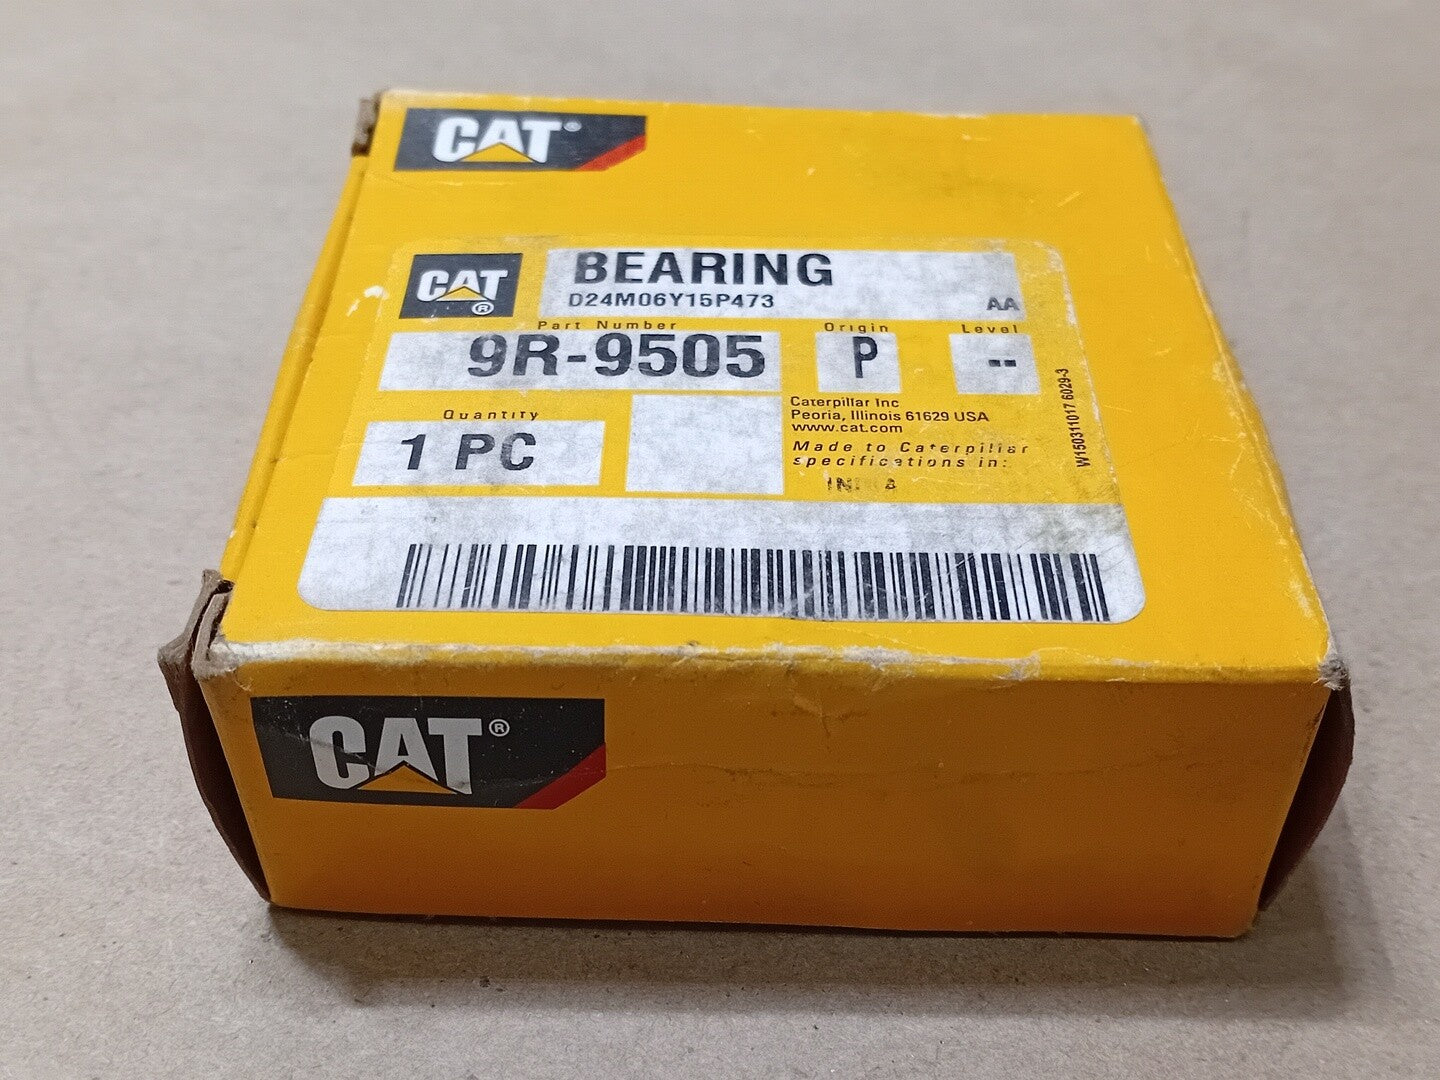 CAT®
CAT®
BEARING
D24M06Y15P473
AA
Part Number
Origin
Level
9R-9505
P
--
Quantity
1 PC
Caterpillar Inc
Peoria, Illinois 61629 USA
www.cat.com
Made to Caterpillar
specifications in:
W150311017 6029-3
CAT®